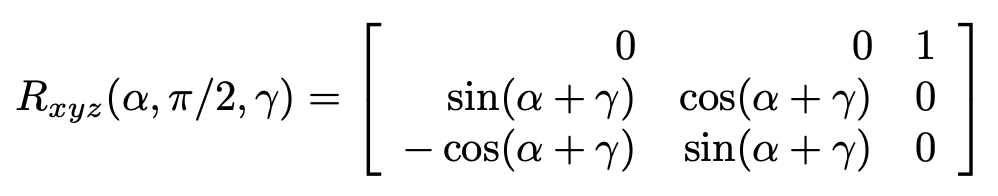 R_{xyz}(α, π/2, γ) = [ 0 0 1
sin(α + γ) cos(α + γ) 0
− cos(α + γ) sin(α + γ) 0 ]